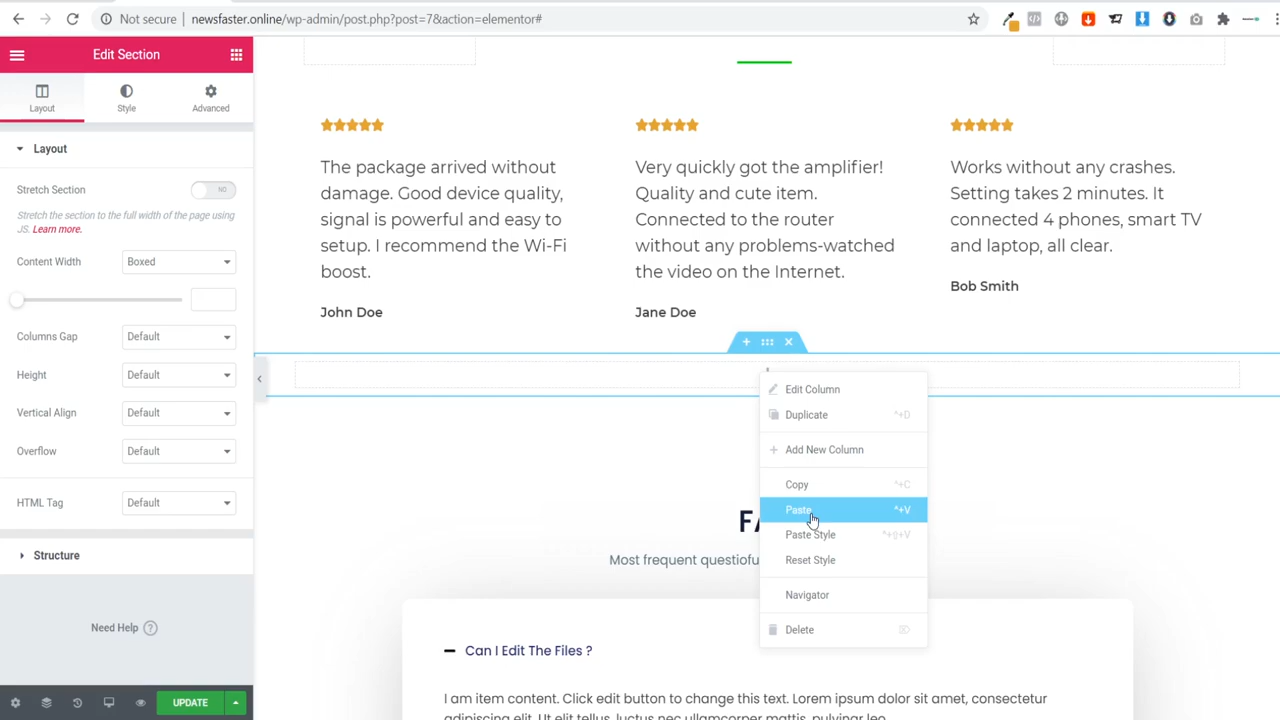 Not secure | newsfaster.online/wp-admin/post.php?post=7&action=elementor#
Edit Section
Layout
Style
Advanced
Layout
Stretch Section
NO
Stretch the section to the full width of the page using
JS. Learn more.
Content Width
Boxed
Columns Gap
Default
Height
Default
Vertical Align
Default
Overflow
Default
HTML Tag
Default
Structure
Need Help ?
UPDATE
The package arrived without
damage. Good device quality,
signal is powerful and easy to
setup. I recommend the Wi-Fi
boost.
John Doe
Very quickly got the amplifier!
Quality and cute item.
Connected to the router
without any problems-watched
the video on the Internet.
Jane Doe
Works without any crashes.
Setting takes 2 minutes. It
connected 4 phones, smart TV
and laptop, all clear.
Bob Smith
Edit Column
Duplicate ^+D
Add New Column
Copy ^+C
Paste ^+V
Paste Style ^+⇧+V
Reset Style
Navigator
Delete
Most frequent
Can I Edit The Files ?
I am item content. Click edit button to change this text. Lorem ipsum dolor sit amet, consectetur
adipiscing elit. Ut elit tellus, luctus nec ullamcorper mattis, pulvinar leo.